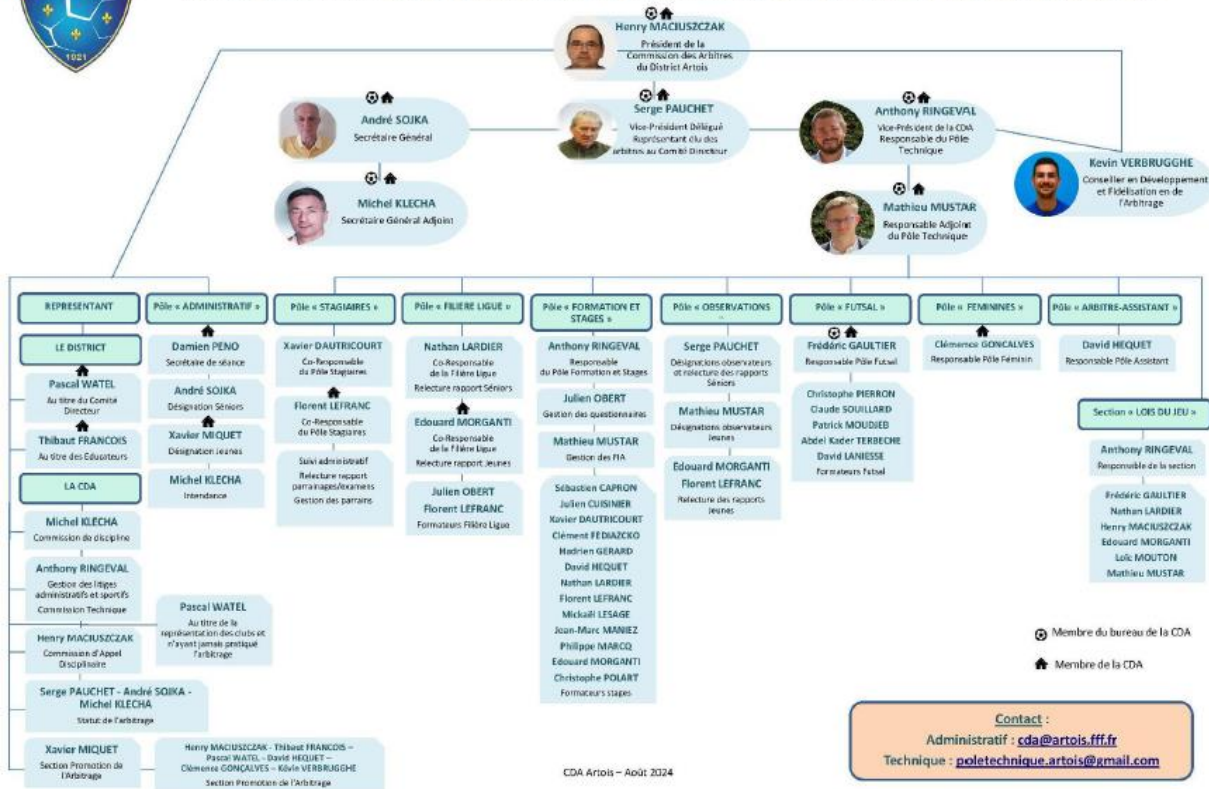 1921
Henry MACIUSZCZAK
Président de la
Commission des Arbitres
du District Artois
André SOJKA
Secrétaire Général
Serge PAUCHET
Vice-Président Délégué
Représentant élu des
arbitres au Comité Directeur
Anthony RINGEVAL
Vice-Président de la CDA
Responsable du Pôle
Technique
Kevin VERBRUGGHE
Conseiller en Développement
et Fidélisation en de
l'Arbitrage
Michel KLECHA
Secrétaire Général Adjoint
Mathieu MUSTAR
Responsable Adjoint
du Pôle Technique
REPRESENTANT
LE DISTRICT
Pascal WATEL
Au titre du Comité
Directeur
Thibaut FRANCOIS
Au titre des Educateurs
LA CDA
Michel KLECHA
Commission de discipline
Anthony RINGEVAL
Gestion des litiges
administratifs et sportifs
Commission Technique
Henry MACIUSZCZAK
Commission d'Appel
Disciplinaire
Serge PAUCHET - André SOJKA -
Michel KLECHA
Statut de l'arbitrage
Xavier MIQUET
Section Promotion de
l'Arbitrage
Pôle « ADMINISTRATIF »
Damien PENO
Secrétaire de séance
André SOJKA
Désignation Séniors
Xavier MIQUET
Désignation Jeunes
Michel KLECHA
Intendance
Pascal WATEL
Au titre de la
représentation des clubs et
n'ayant jamais pratiqué
l'arbitrage
Henry MACIUSZCZAK - Thibaut FRANCOIS –
Pascal WATEL - David HEQUET –
Clémence GONÇALVES – Kévin VERBRUGGHE
Section Promotion de l'Arbitrage
Pôle « STAGIAIRES »
Xavier DAUTRICOURT
Co-Responsable
du Pôle Stagiaires
Florent LEFRANC
Co-Responsable
du Pôle Stagiaires
Suivi administratif
Relecture rapport
parrainages/examens
Gestion des parrains
Pôle « FILIERE LIGUE »
Nathan LARDIER
Co-Responsable
de la Filière Ligue
Relecture rapport Séniors
Edouard MORGANTI
Co-Responsable
de la Filière Ligue
Relecture rapport Jeunes
Julien OBERT
Florent LEFRANC
Formateurs Filière Ligue
Pôle « FORMATION ET
STAGES »
Anthony RINGEVAL
Responsable
du Pôle Formation et Stages
Julien OBERT
Gestion des questionnaires
Mathieu MUSTAR
Gestion des FIA
Sébastien CAPRON
Julien CUISINIER
Xavier DAUTRICOURT
Clément FEDIAZCKO
Hadrien GERARD
David HEQUET
Nathan LARDIER
Florent LEFRANC
Mickaël LESAGE
Jean-Marc MANIEZ
Philippe MARCQ
Edouard MORGANTI
Christophe POLART
Formateurs stages
Pôle « OBSERVATIONS
»
Serge PAUCHET
Désignations observateurs
et relecture des rapports
Séniors
Mathieu MUSTAR
Désignations observateurs
Jeunes
Edouard MORGANTI
Florent LEFRANC
Relecture des rapports
Jeunes
Pôle « FUTSAL »
Frédéric GAULTIER
Responsable Pôle Futsal
Christophe PIERRON
Claude SOUILLARD
Patrick MOUDJEB
Abdel Kader TERBECHE
David LANIESSE
Formateurs Futsal
Pôle « FEMININES »
Clémence GONCALVES
Responsable Pôle Féminin
Pôle « ARBITRE-ASSISTANT »
David HEQUET
Responsable Pôle Assistant
Section « LOIS DU JEU »
Anthony RINGEVAL
Responsable de la section
Frédéric GAULTIER
Nathan LARDIER
Henry MACIUSZCZAK
Edouard MORGANTI
Loïc MOUTON
Mathieu MUSTAR
Membre du bureau de la CDA
Membre de la CDA
Contact :
Administratif : cda@artois.fff.fr
Technique : poletechnique.artois@gmail.com
CDA Artois – Août 2024